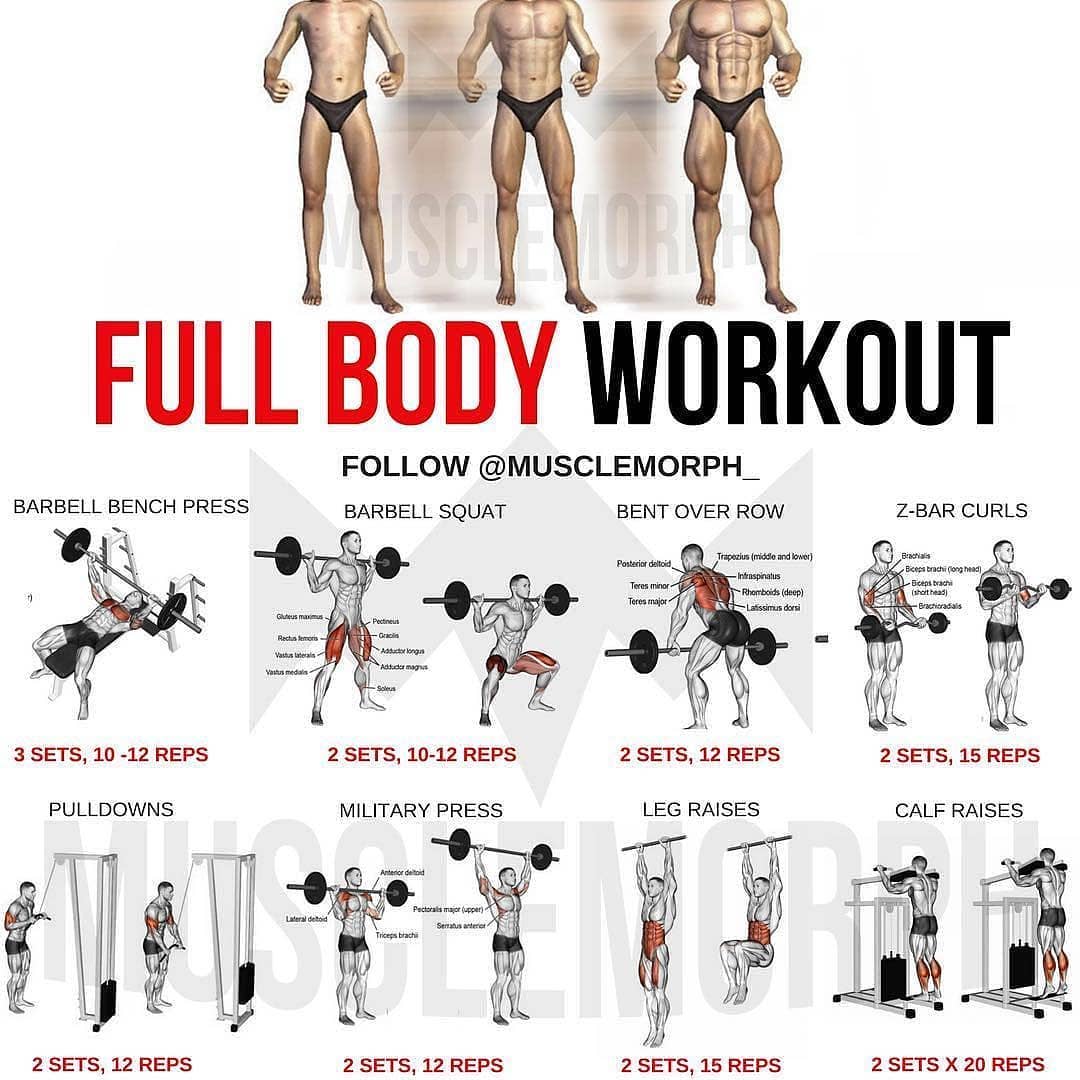 MUSCLEMORPH
FULL BODY WORKOUT
FOLLOW @MUSCLEMORPH_
BARBELL BENCH PRESS
3 SETS, 10 -12 REPS
BARBELL SQUAT
Gluteus maximus
Rectus femoris
Vastus lateralis
Vastus medialis
Pectineus
Gracilis
Adductor longus
Adductor magnus
Soleus
2 SETS, 10-12 REPS
BENT OVER ROW
Posterior deltoid
Teres minor
Teres major
Trapezius (middle and lower)
Infraspinatus
Rhomboids (deep)
Latissimus dorsi
2 SETS, 12 REPS
Z-BAR CURLS
Brachialis
Biceps brachii (long head)
Biceps brachii
(short head)
Brachioradialis
2 SETS, 15 REPS
PULLDOWNS
2 SETS, 12 REPS
MILITARY PRESS
Anterior deltoid
Lateral deltoid
Triceps brachii
Pectoralis major (upper)
Serratus anterior
2 SETS, 12 REPS
LEG RAISES
2 SETS, 15 REPS
CALF RAISES
2 SETS X 20 REPS
MUSCLEMORPH